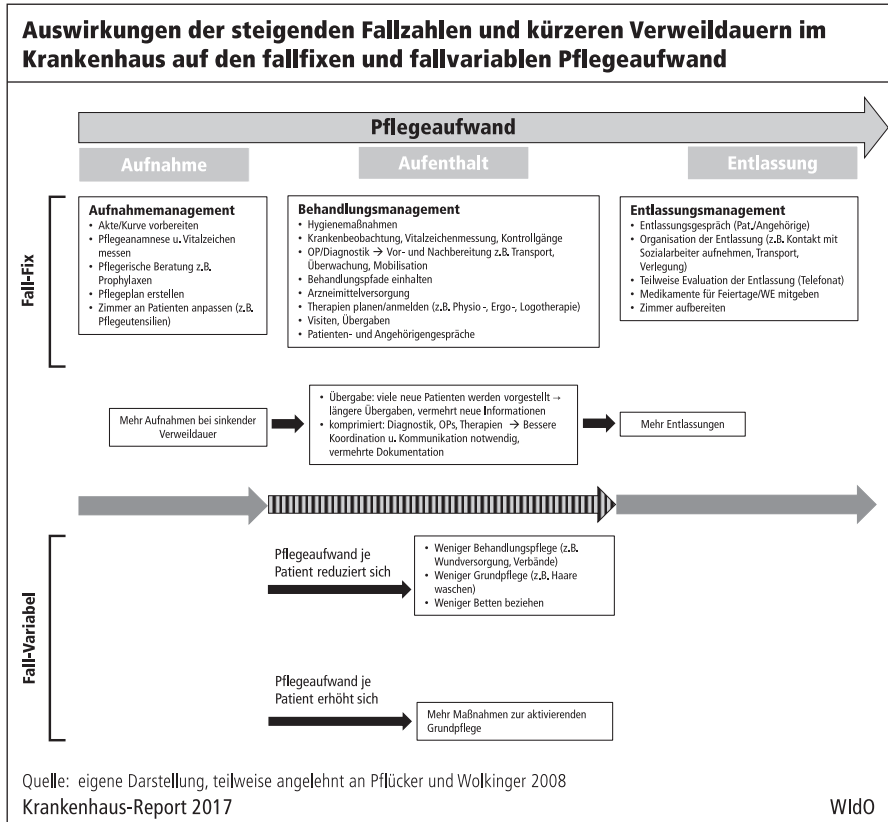 Auswirkungen der steigenden Fallzahlen und kürzeren Verweildauern im
Krankenhaus auf den fallfixen und fallvariablen Pflegeaufwand
Pflegeaufwand
Aufnahme
Aufenthalt
Entlassung
Fall-Fix
Aufnahmemanagement
• Akte/Kurve vorbereiten
• Pflegeanamnese u. Vitalzeichen
messen
• Pflegerische Beratung z.B.
Prophylaxen
• Pflegeplan erstellen
• Zimmer an Patienten anpassen (z.B.
Pflegeutensilien)
Behandlungsmanagement
• Hygienemaßnahmen
• Krankenbeobachtung, Vitalzeichenmessung, Kontrollgänge
• OP/Diagnostik → Vor- und Nachbereitung z.B. Transport,
Überwachung, Mobilisation
• Behandlungspfade einhalten
• Arzneimittelversorgung
• Therapien planen/anmelden (z.B. Physio-, Ergo-, Logotherapie)
• Visiten, Übergaben
• Patienten- und Angehörigengespräche
Entlassungsmanagement
• Entlassungsgespräch (Pat./Angehörige)
• Organisation der Entlassung (z.B. Kontakt mit
Sozialarbeiter aufnehmen, Transport,
Verlegung)
• Teilweise Evaluation der Entlassung (Telefonat)
• Medikamente für Feiertage/WE mitgeben
• Zimmer aufbereiten
Mehr Aufnahmen bei sinkender
Verweildauer
• Übergabe: viele neue Patienten werden vorgestellt →
längere Übergaben, vermehrt neue Informationen
• komprimiert: Diagnostik, OPs, Therapien → Bessere
Koordination u. Kommunikation notwendig,
vermehrte Dokumentation
Mehr Entlassungen
Fall-Variabel
Pflegeaufwand je
Patient reduziert sich
• Weniger Behandlungspflege (z.B.
Wundversorgung, Verbände)
• Weniger Grundpflege (z.B. Haare
waschen)
• Weniger Betten beziehen
Pflegeaufwand je
Patient erhöht sich
Mehr Maßnahmen zur aktivierenden
Grundpflege
Quelle: eigene Darstellung, teilweise angelehnt an Pflücker und Wolkinger 2008
Krankenhaus-Report 2017
WIdO